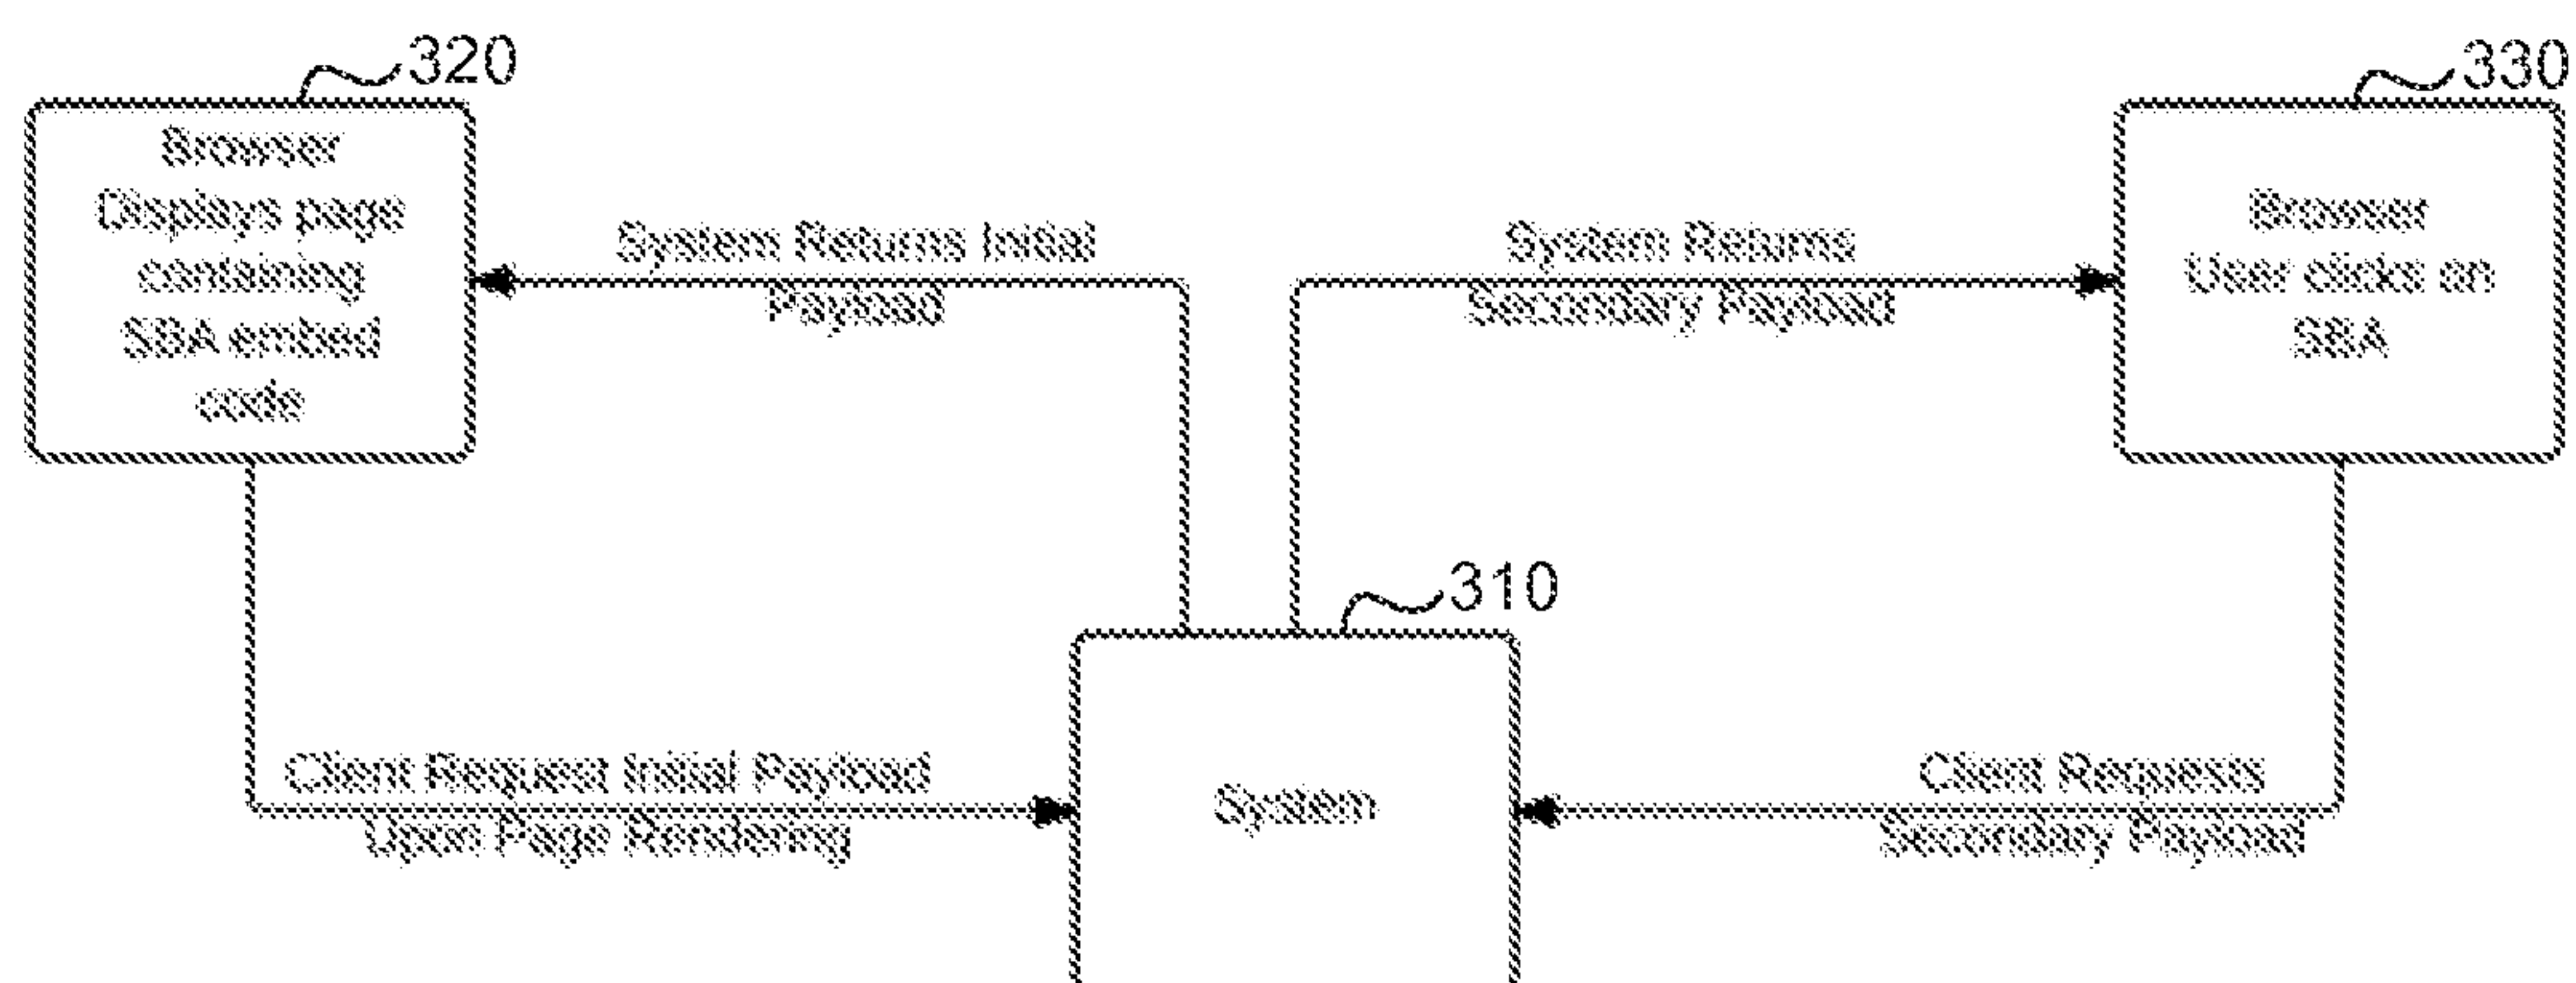 320
Browser
Displays page
containing
SBA embed
code
System Returns Initial
Payload
System Returns
Secondary Payload
330
Browser
User clicks on
SBA
310
System
Client Request Initial Payload
Upon Page Rendering
Client Requests
Secondary Payload